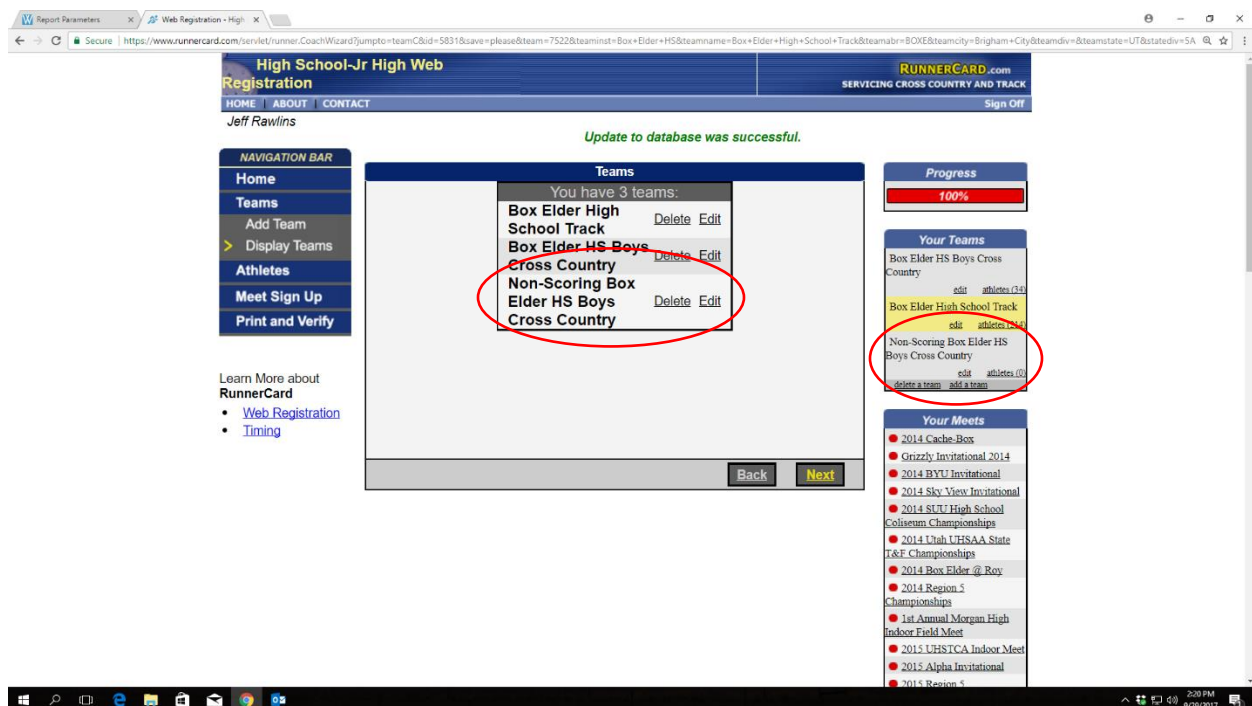 Report Parameters
Web Registration - High
Secure | https://www.runnercard.com/servlet/runner.CoachWizard?jumpto=teamC&id=5831&save=please&team=7522&teaminst=Box+Elder+HS&teamname=Box+Elder+High+School+Track&teamabr=BOXE&teamcity=Brigham+City&teamdiv=&teamstate=UT&statediv=5A
High School-Jr High Web
Registration
RUNNERCARD.com
SERVICING CROSS COUNTRY AND TRACK
HOME | ABOUT | CONTACT
Sign Off
Jeff Rawlins
Update to database was successful.
NAVIGATION BAR
Home
Teams
Add Team
> Display Teams
Athletes
Meet Sign Up
Print and Verify
Learn More about
RunnerCard
• Web Registration
• Timing
Teams
You have 3 teams:
Box Elder High
School Track
Delete Edit
Box Elder HS Boys
Cross Country
Delete Edit
Non-Scoring Box
Elder HS Boys
Cross Country
Delete Edit
Back Next
Progress
100%
Your Teams
Box Elder HS Boys Cross
Country
edit athletes (34)
Box Elder High School Track
edit athletes (214)
Non-Scoring Box Elder HS
Boys Cross Country
edit athletes (0)
delete a team add a team
Your Meets
2014 Cache-Box
Grizzly Invitational 2014
2014 BYU Invitational
2014 Sky View Invitational
2014 SUU High School
Coliseum Championships
2014 Utah UHSAA State
T&F Championships
2014 Box Elder @ Roy
2014 Region 5
Championships
1st Annual Morgan High
Indoor Field Meet
2015 UHSTCA Indoor Meet
2015 Alpha Invitational
2015 Region 5
2:20 PM
9/29/2017